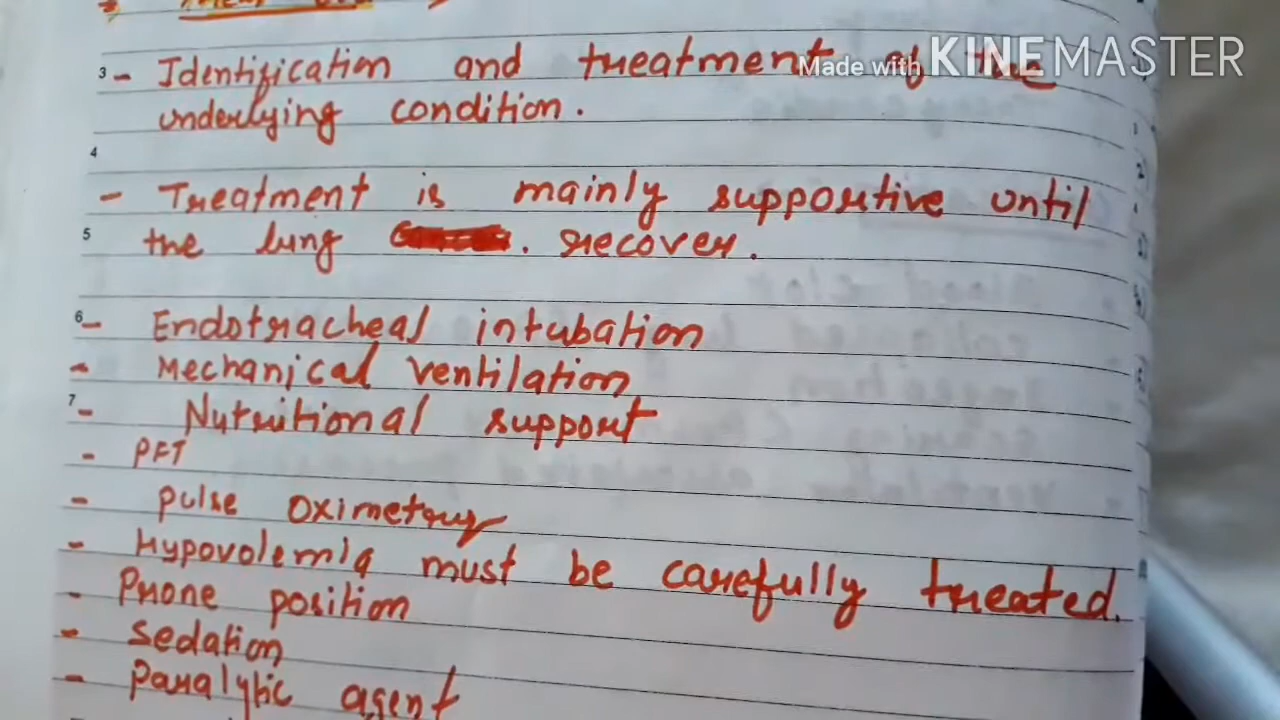 3 - Identification and treatment of the
underlying condition.
4
- Treatment is mainly supportive until
5 the lung . recover.
6 - Endotracheal intubation
- Mechanical ventilation
7 - Nutritional support
- PFT
- Pulse oximetry
- Hypovolemia must be carefully treated.
- Prone position
- Sedation
- Paralytic agent
Made with KINEMASTER